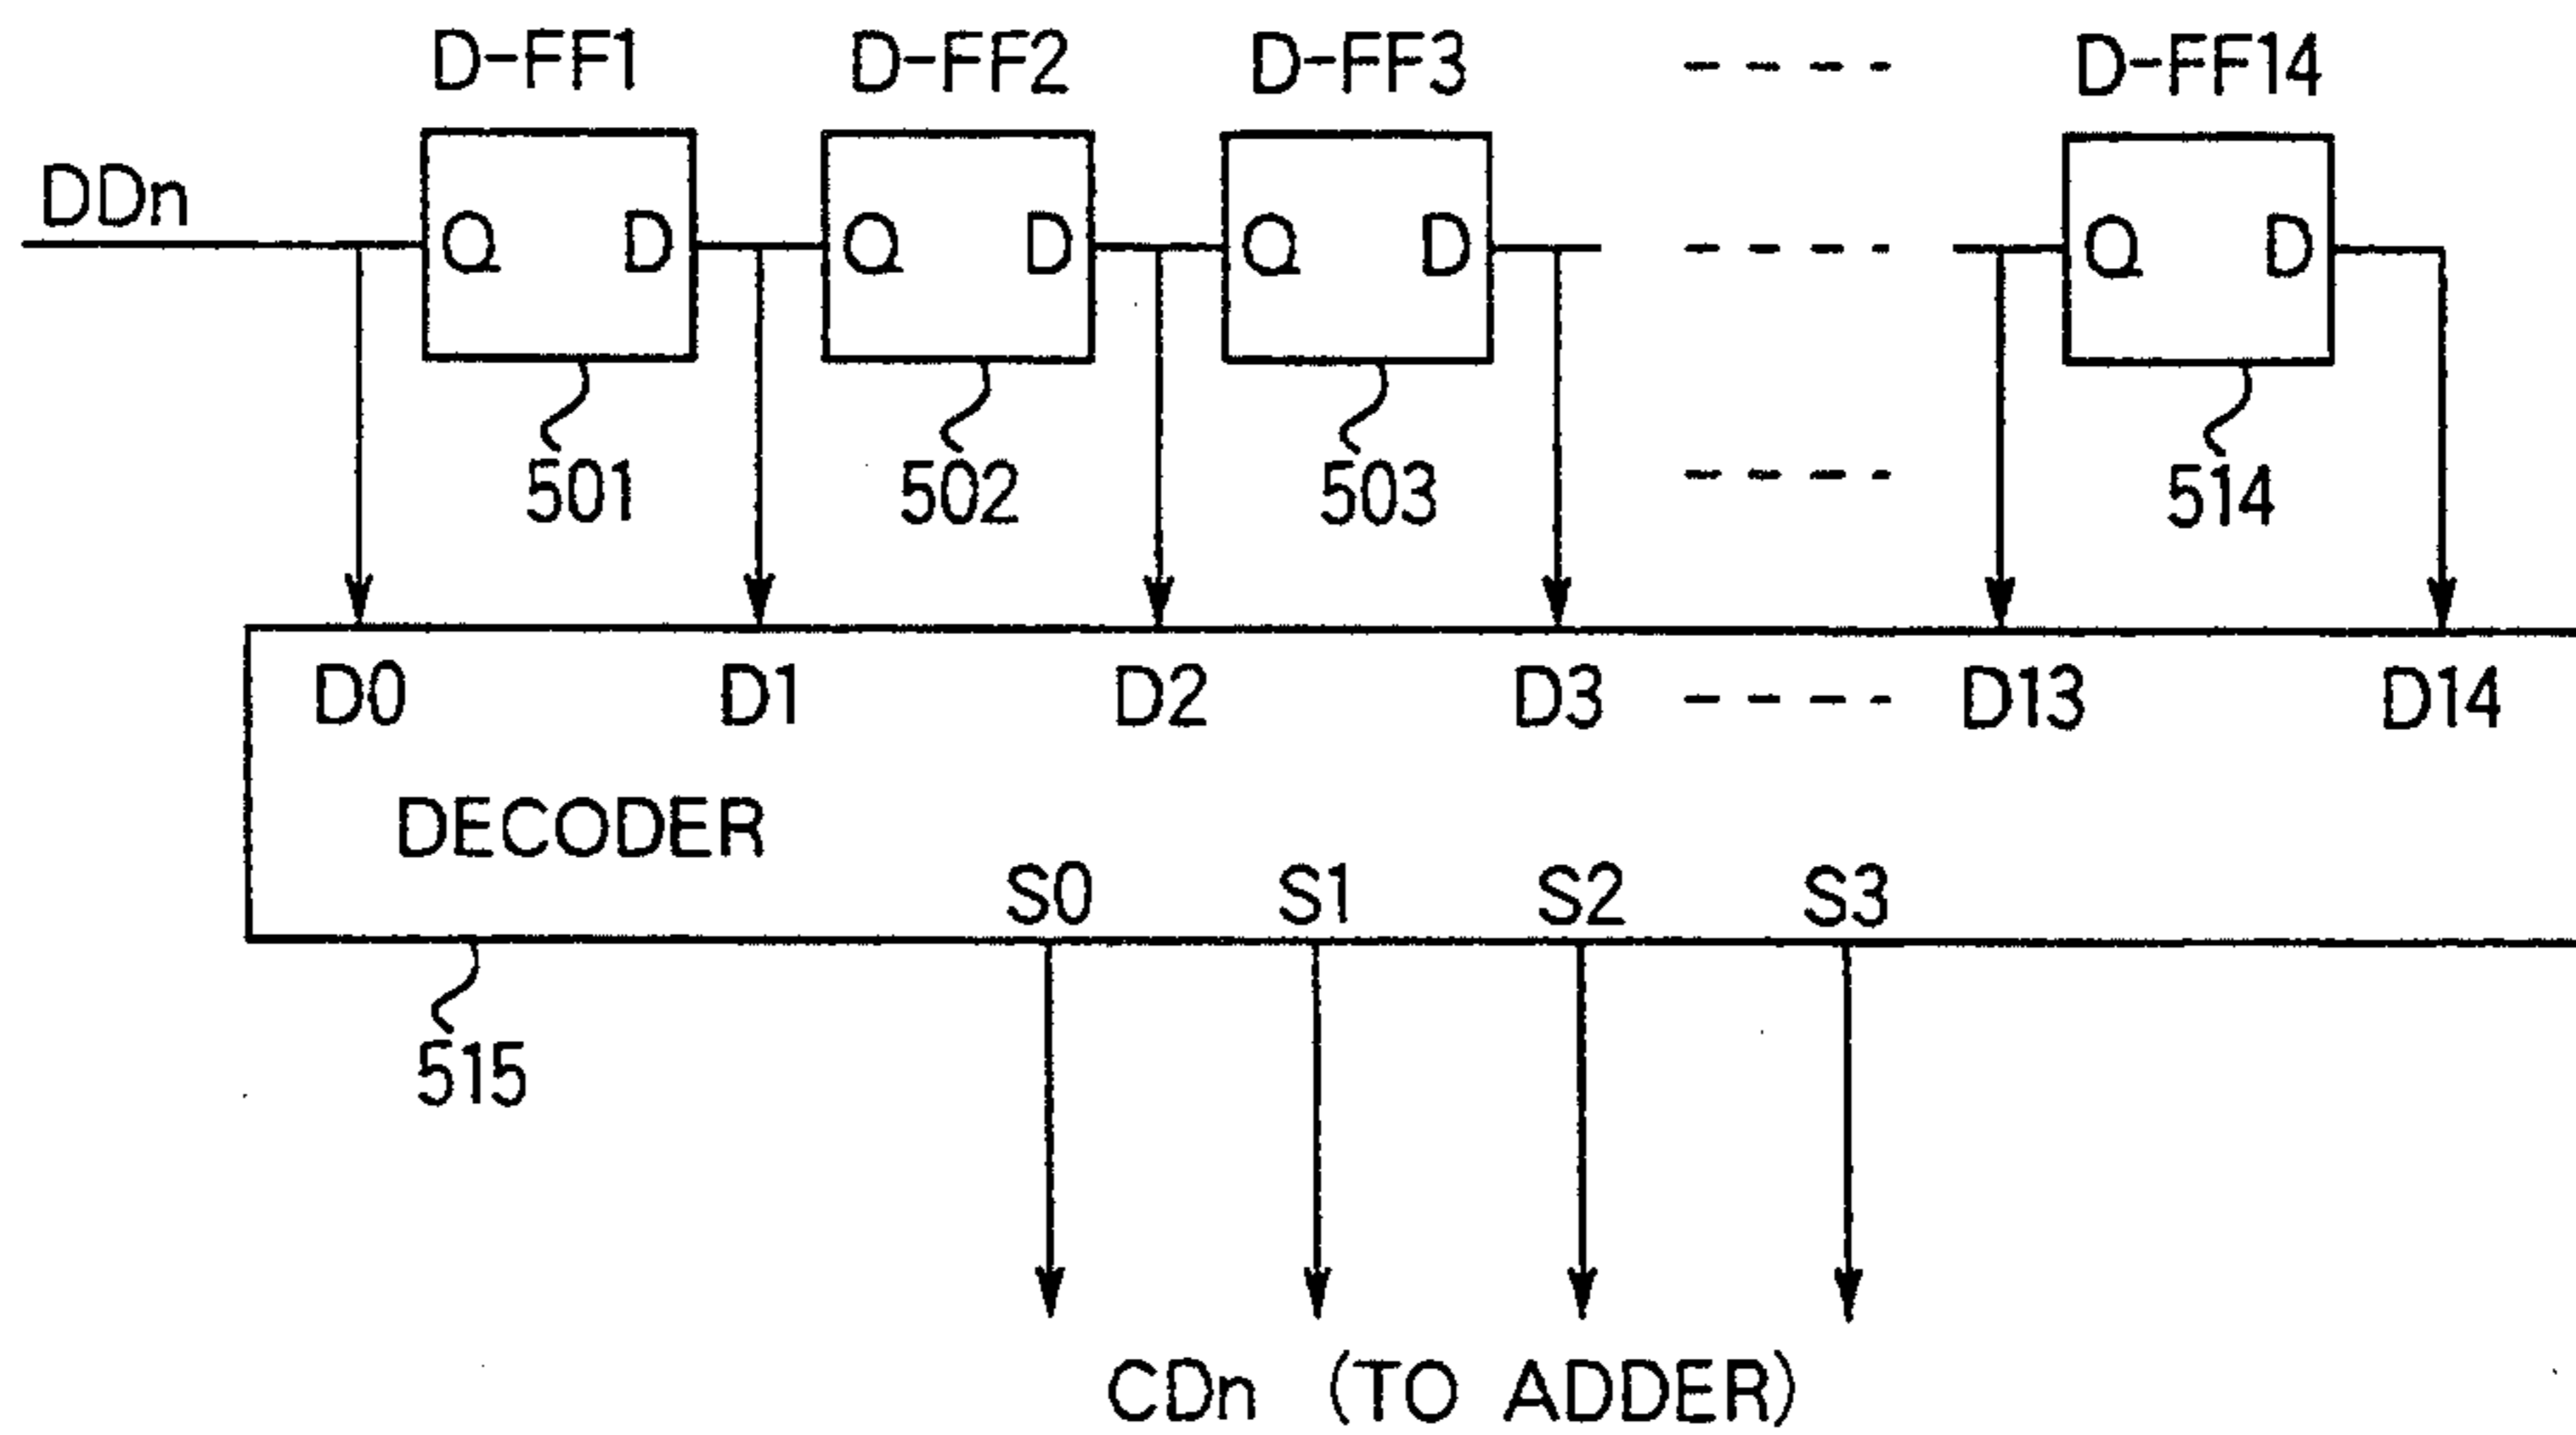 D-FF1 D-FF2 D-FF3 - - - - D-FF14
DDn
Q D Q D Q D - - - - Q D
501 502 503 - - - - 514
D0 D1 D2 D3 - - - - D13 D14
DECODER
S0 S1 S2 S3
515
CDn (TO ADDER)